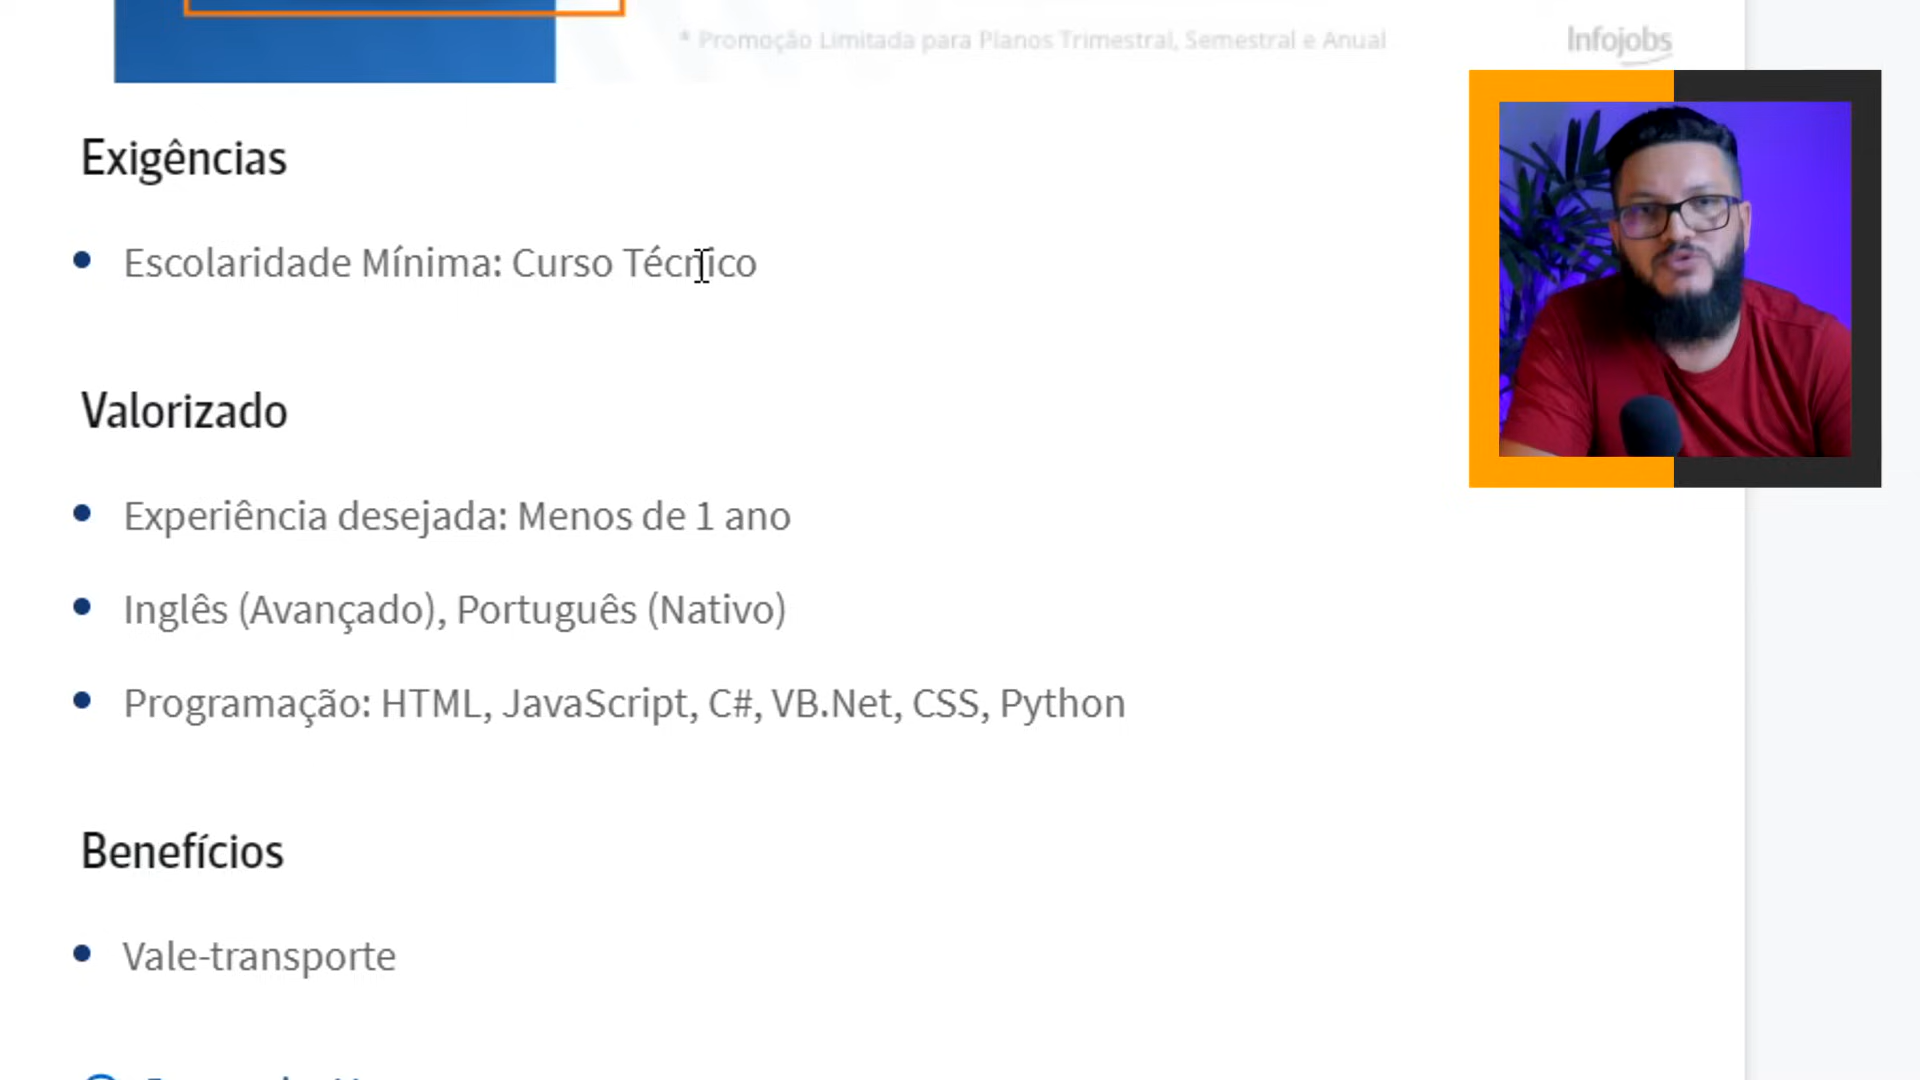 * Promoção Limitada para Planos Trimestral, Semestral e Anual
Infojobs
Exigências
Escolaridade Mínima: Curso Técnico
Valorizado
Experiência desejada: Menos de 1 ano
Inglês (Avançado), Português (Nativo)
Programação: HTML, JavaScript, C#, VB.Net, CSS, Python
Benefícios
Vale-transporte